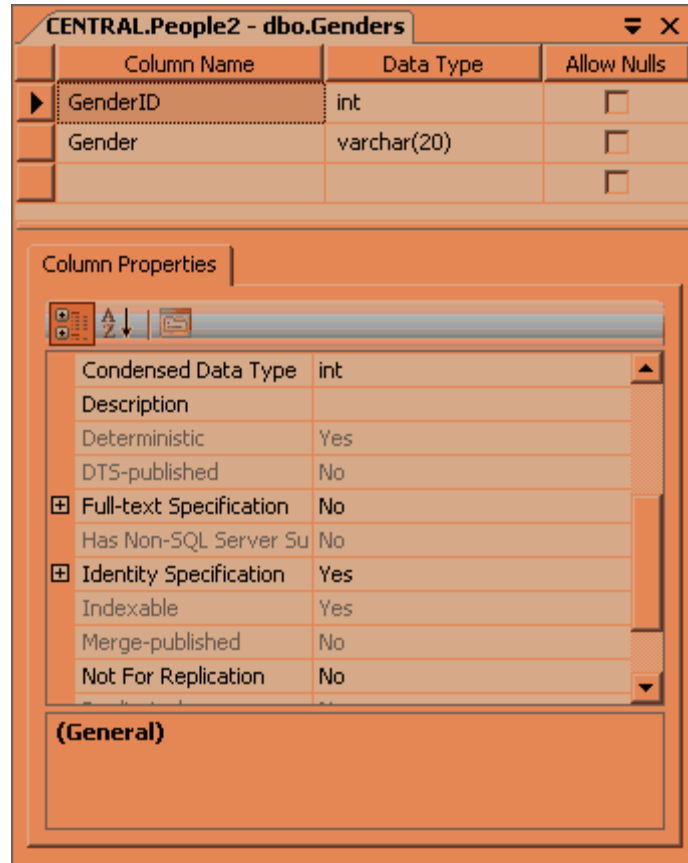 CENTRAL.People2 - dbo.Genders
Column Name Data Type Allow Nulls
GenderID int
Gender varchar(20)
Column Properties
Condensed Data Type int
Description
Deterministic Yes
DTS-published No
Full-text Specification No
Has Non-SQL Server Su No
Identity Specification Yes
Indexable Yes
Merge-published No
Not For Replication No
(General)